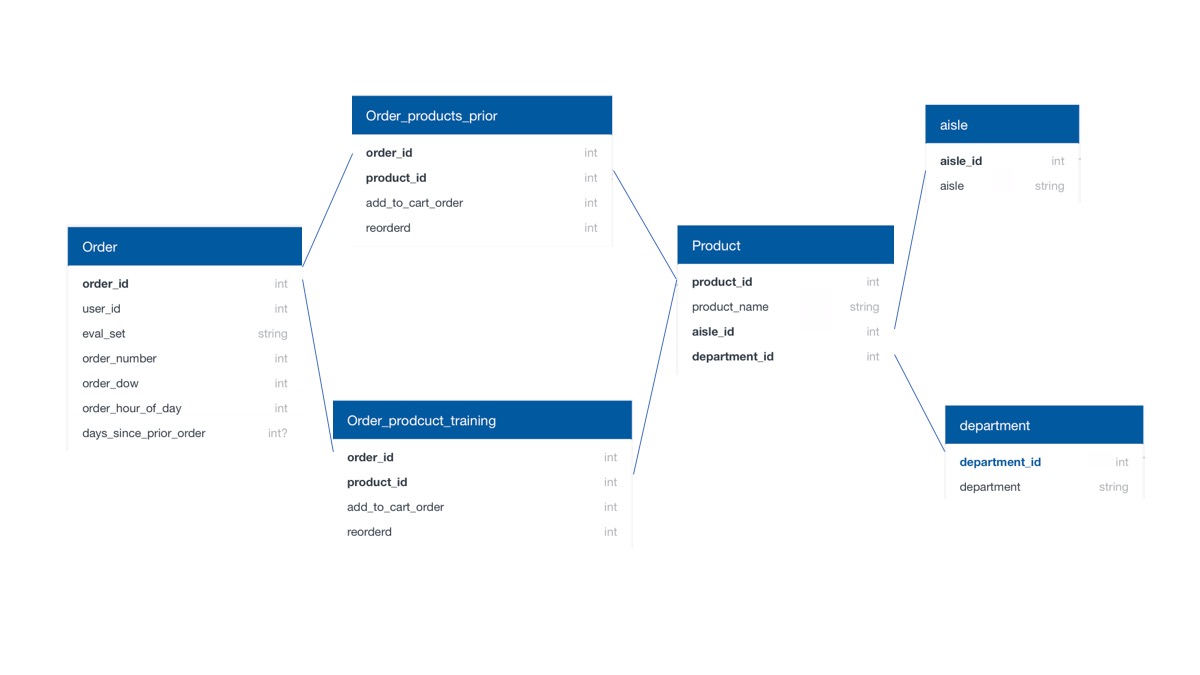 Order_products_prior
order_id int
product_id int
add_to_cart_order int
reorderd int
Order
order_id int
user_id int
eval_set string
order_number int
order_dow int
order_hour_of_day int
days_since_prior_order int?
Order_prodcuct_training
order_id int
product_id int
add_to_cart_order int
reorderd int
Product
product_id int
product_name string
aisle_id int
department_id int
aisle
aisle_id int
aisle string
department
department_id int
department string